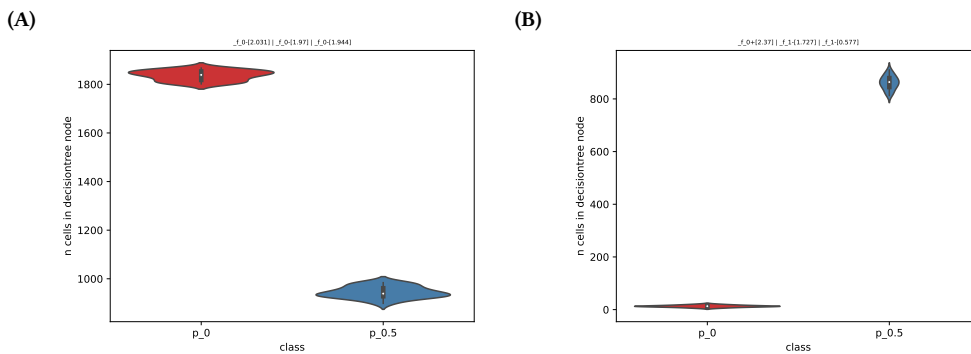 (A)
_f_0-[2.031] | _f_0-[1.97] | _f_0-[1.944]
n cells in decisiontree node
1800
1600
1400
1200
1000
p_0
p_0.5
class
(B)
_f_0+[2.37] | _f_1-[1.727] | _f_1-[0.577]
n cells in decisiontree node
800
600
400
200
0
p_0
p_0.5
class